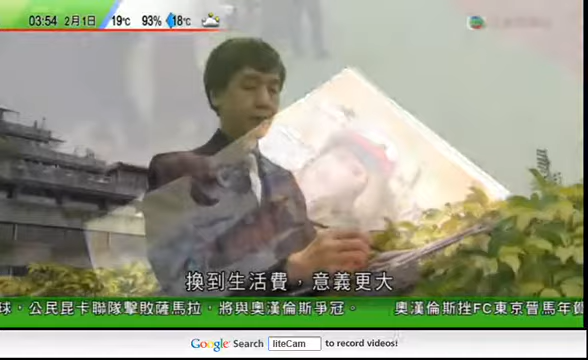 03:54 2月1日 19℃ 93% 18℃
換到生活費，意義更大
球，公民昆卡聯隊擊敗薩馬拉，將與奧漢倫斯爭冠。 奧漢倫斯挫FC東京晉馬年賀
Google Search liteCam to record videos!